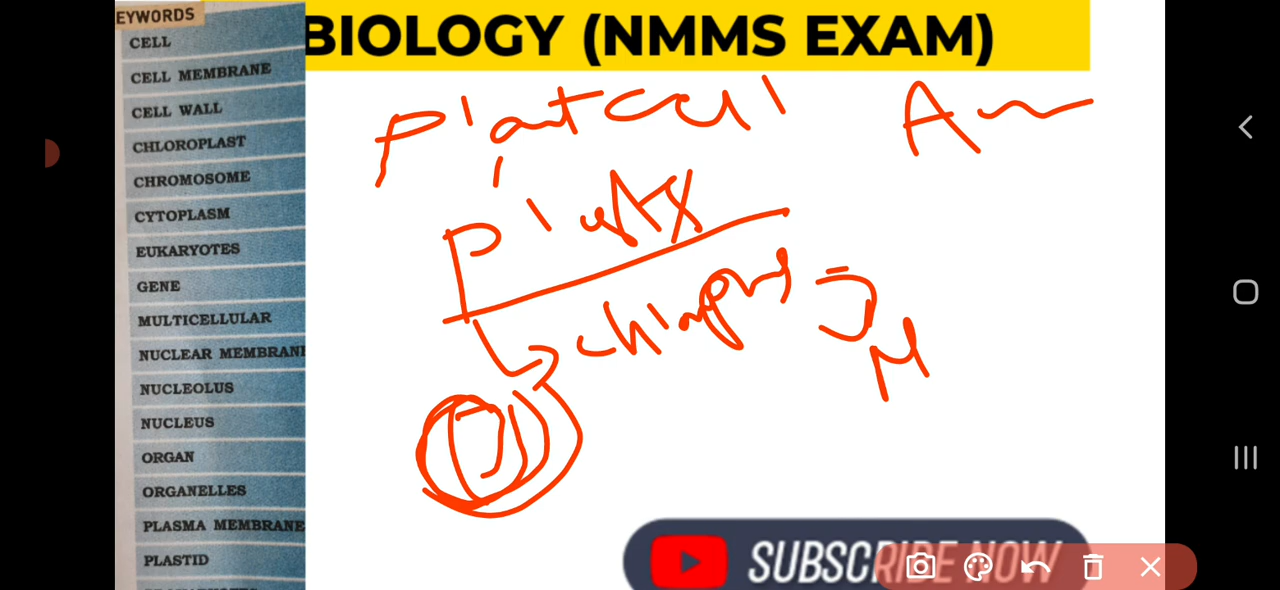 EYWORDS
CELL
CELL MEMBRANE
CELL WALL
CHLOROPLAST
CHROMOSOME
CYTOPLASM
EUKARYOTES
GENE
MULTICELLULAR
NUCLEAR MEMBRAN
NUCLEOLUS
NUCLEUS
ORGAN
ORGANELLES
PLASMA MEMBRANE
PLASTID
BIOLOGY (NMMS EXAM)
Plant Cell A
M
SUBSCRIBE NOW